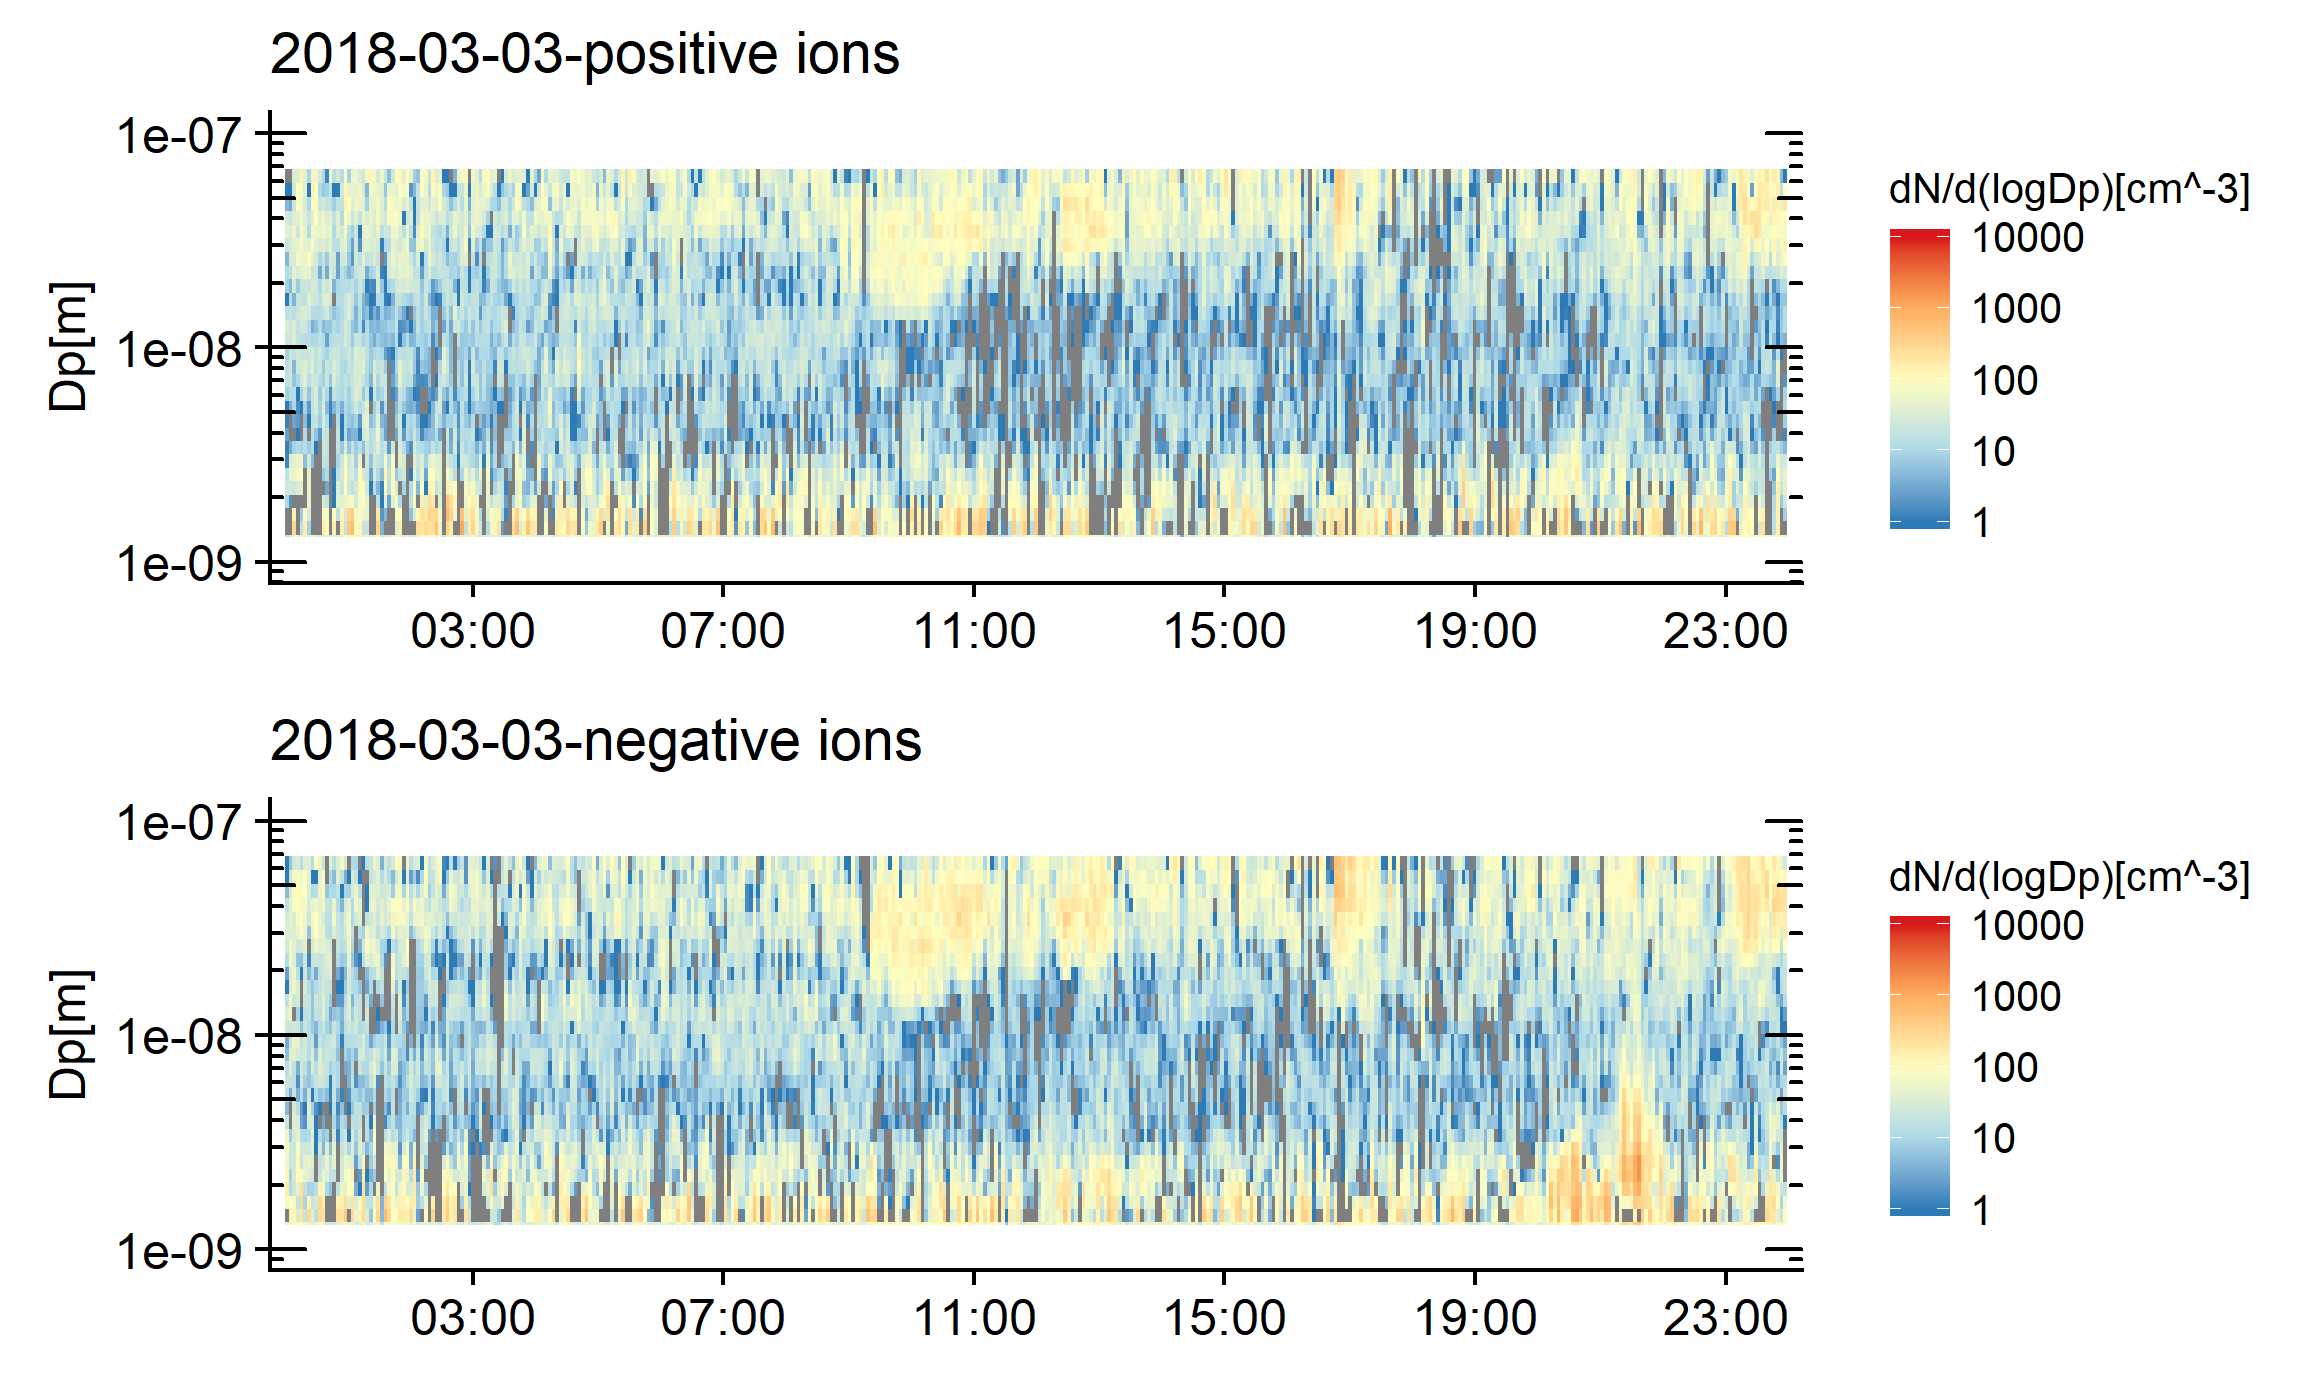 2018-03-03-positive ions
1e-07
1e-08
1e-09
Dp[m]
03:00 07:00 11:00 15:00 19:00 23:00
dN/d(logDp)[cm^-3]
10000
1000
100
10
1
2018-03-03-negative ions
1e-07
1e-08
1e-09
Dp[m]
03:00 07:00 11:00 15:00 19:00 23:00
dN/d(logDp)[cm^-3]
10000
1000
100
10
1